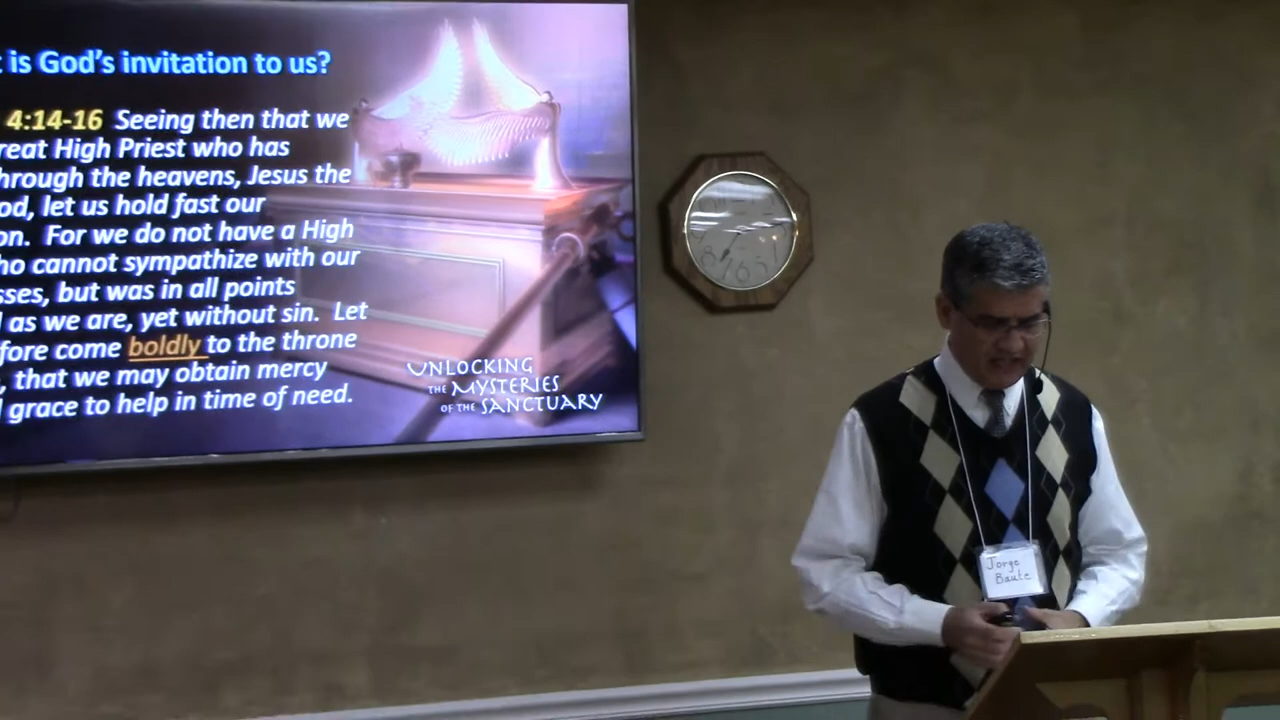 is God's invitation to us?
4:14-16 Seeing then that we
reat High Priest who has
hrough the heavens, Jesus the
od, let us hold fast our
on. For we do not have a High
ho cannot sympathize with our
sses, but was in all points
as we are, yet without sin. Let
fore come boldly to the throne
, that we may obtain mercy
grace to help in time of need.
UNLOCKING
THE MYSTERIES
OF THE SANCTUARY
8 7 6 5
Jorge
Baute